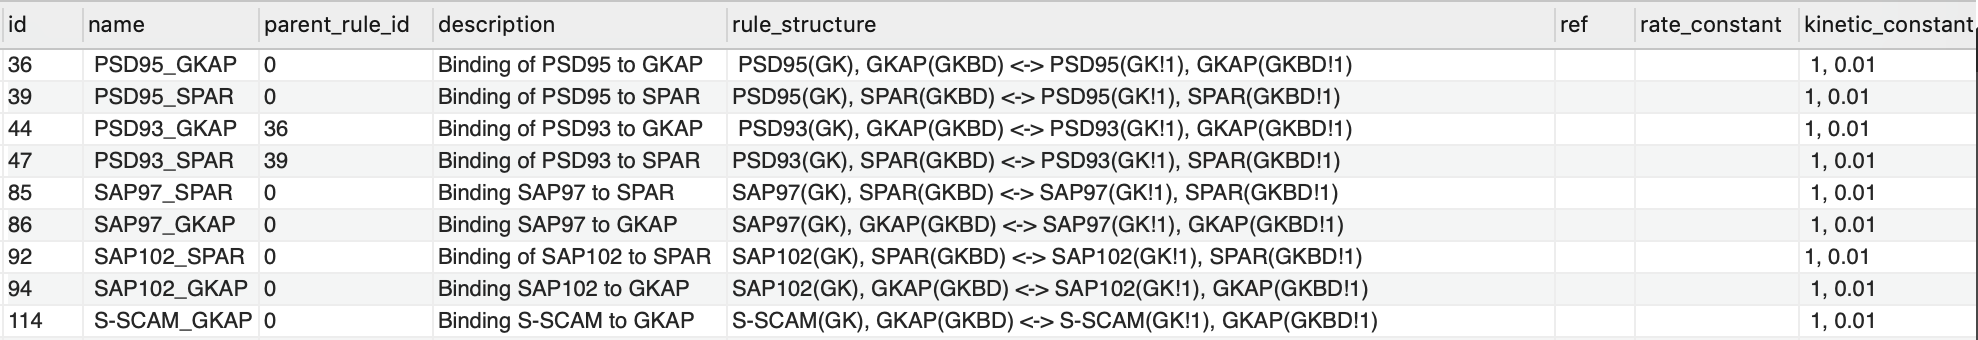 id name parent_rule_id description rule_structure ref rate_constant kinetic_constant
36 PSD95_GKAP 0 Binding of PSD95 to GKAP PSD95(GK), GKAP(GKBD) <-> PSD95(GK!1), GKAP(GKBD!1) 1, 0.01
39 PSD95_SPAR 0 Binding of PSD95 to SPAR PSD95(GK), SPAR(GKBD) <-> PSD95(GK!1), SPAR(GKBD!1) 1, 0.01
44 PSD93_GKAP 36 Binding of PSD93 to GKAP PSD93(GK), GKAP(GKBD) <-> PSD93(GK!1), GKAP(GKBD!1) 1, 0.01
47 PSD93_SPAR 39 Binding of PSD93 to SPAR PSD93(GK), SPAR(GKBD) <-> PSD93(GK!1), SPAR(GKBD!1) 1, 0.01
85 SAP97_SPAR 0 Binding SAP97 to SPAR SAP97(GK), SPAR(GKBD) <-> SAP97(GK!1), SPAR(GKBD!1) 1, 0.01
86 SAP97_GKAP 0 Binding SAP97 to GKAP SAP97(GK), GKAP(GKBD) <-> SAP97(GK!1), GKAP(GKBD!1) 1, 0.01
92 SAP102_SPAR 0 Binding of SAP102 to SPAR SAP102(GK), SPAR(GKBD) <-> SAP102(GK!1), SPAR(GKBD!1) 1, 0.01
94 SAP102_GKAP 0 Binding SAP102 to GKAP SAP102(GK), GKAP(GKBD) <-> SAP102(GK!1), GKAP(GKBD!1) 1, 0.01
114 S-SCAM_GKAP 0 Binding S-SCAM to GKAP S-SCAM(GK), GKAP(GKBD) <-> S-SCAM(GK!1), GKAP(GKBD!1) 1, 0.01